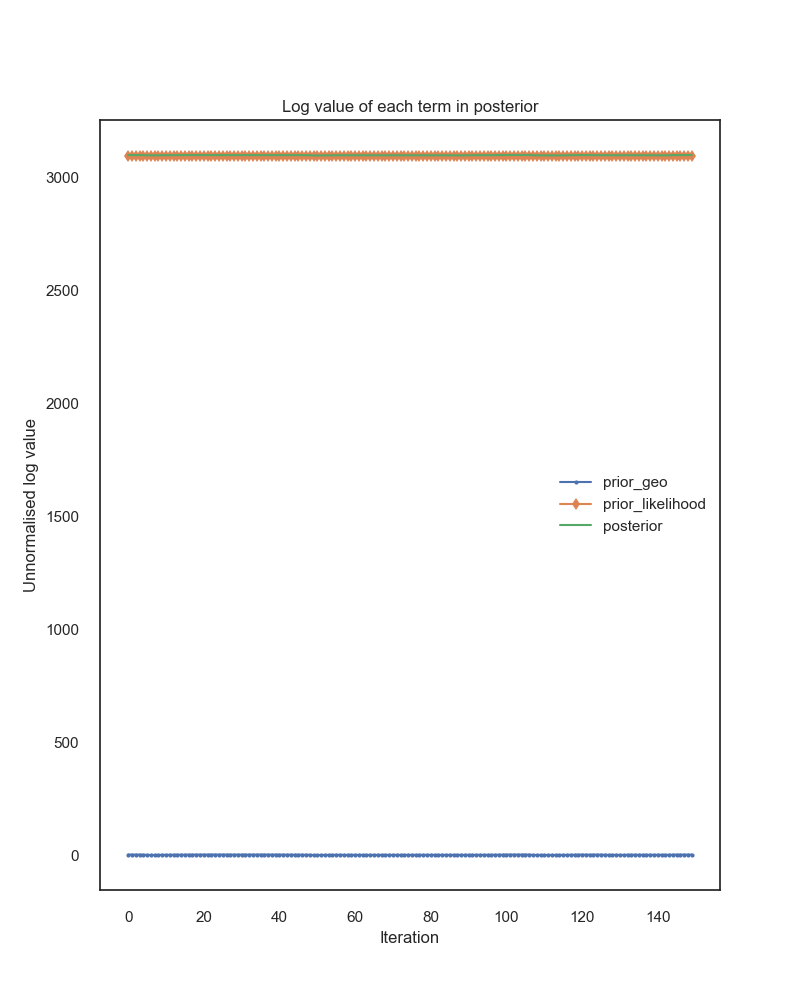 Log value of each term in posterior
3000
2500
2000
1500
1000
500
0
Unnormalised log value
prior_geo
prior_likelihood
posterior
0 20 40 60 80 100 120 140
Iteration